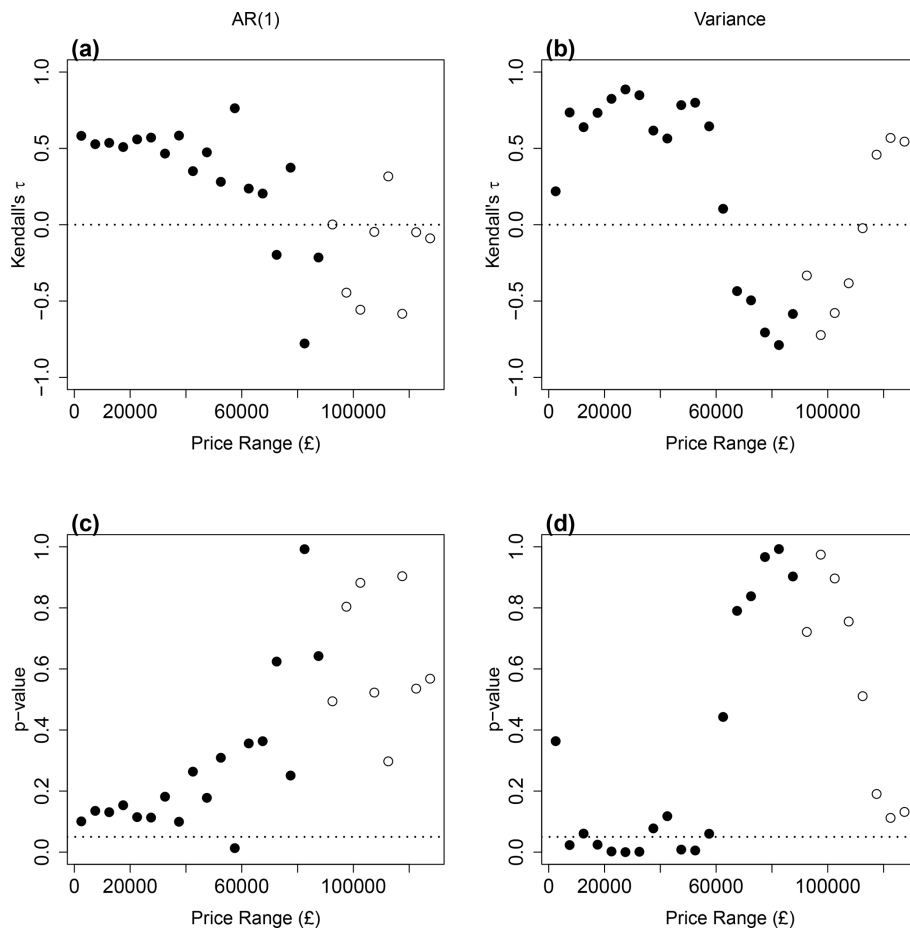 AR(1)
Variance
(a)
(b)
Kendall's τ
1.0
0.5
0.0
−0.5
−1.0
0 20000 60000 100000
Price Range (£)
Kendall's τ
1.0
0.5
0.0
−0.5
−1.0
0 20000 60000 100000
Price Range (£)
(c)
(d)
p−value
1.0
0.8
0.6
0.4
0.2
0.0
0 20000 60000 100000
Price Range (£)
p−value
1.0
0.8
0.6
0.4
0.2
0.0
0 20000 60000 100000
Price Range (£)